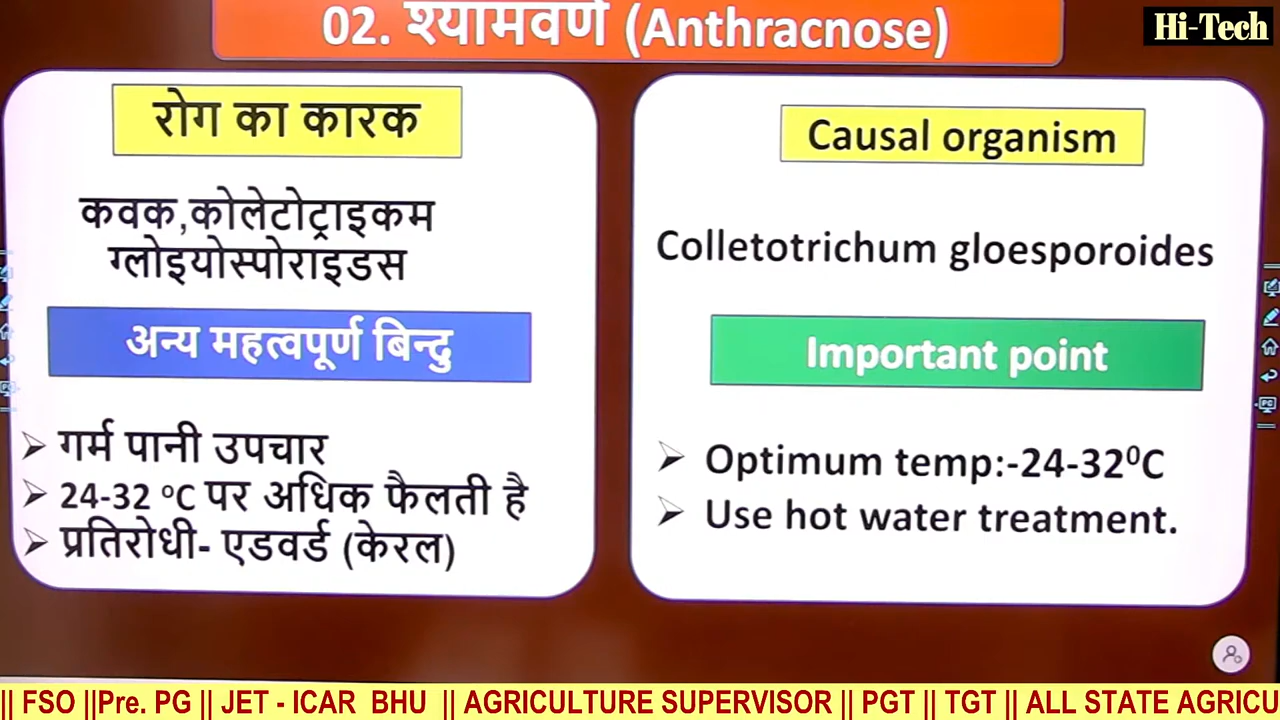 02. श्यामवर्ण (Anthracnose)
Hi-Tech
रोग का कारक
कवक,कोलेटोट्राइकम
ग्लोइयोस्पोराइडस
अन्य महत्वपूर्ण बिन्दु
➢ गर्म पानी उपचार
➢ 24-32 ⁰C पर अधिक फैलती है
➢ प्रतिरोधी- एडवर्ड (केरल)
Causal organism
Colletotrichum gloesporoides
Important point
➢ Optimum temp:-24-32⁰C
➢ Use hot water treatment.
|| FSO ||Pre. PG || JET - ICAR BHU || AGRICULTURE SUPERVISOR || PGT || TGT || ALL STATE AGRICU